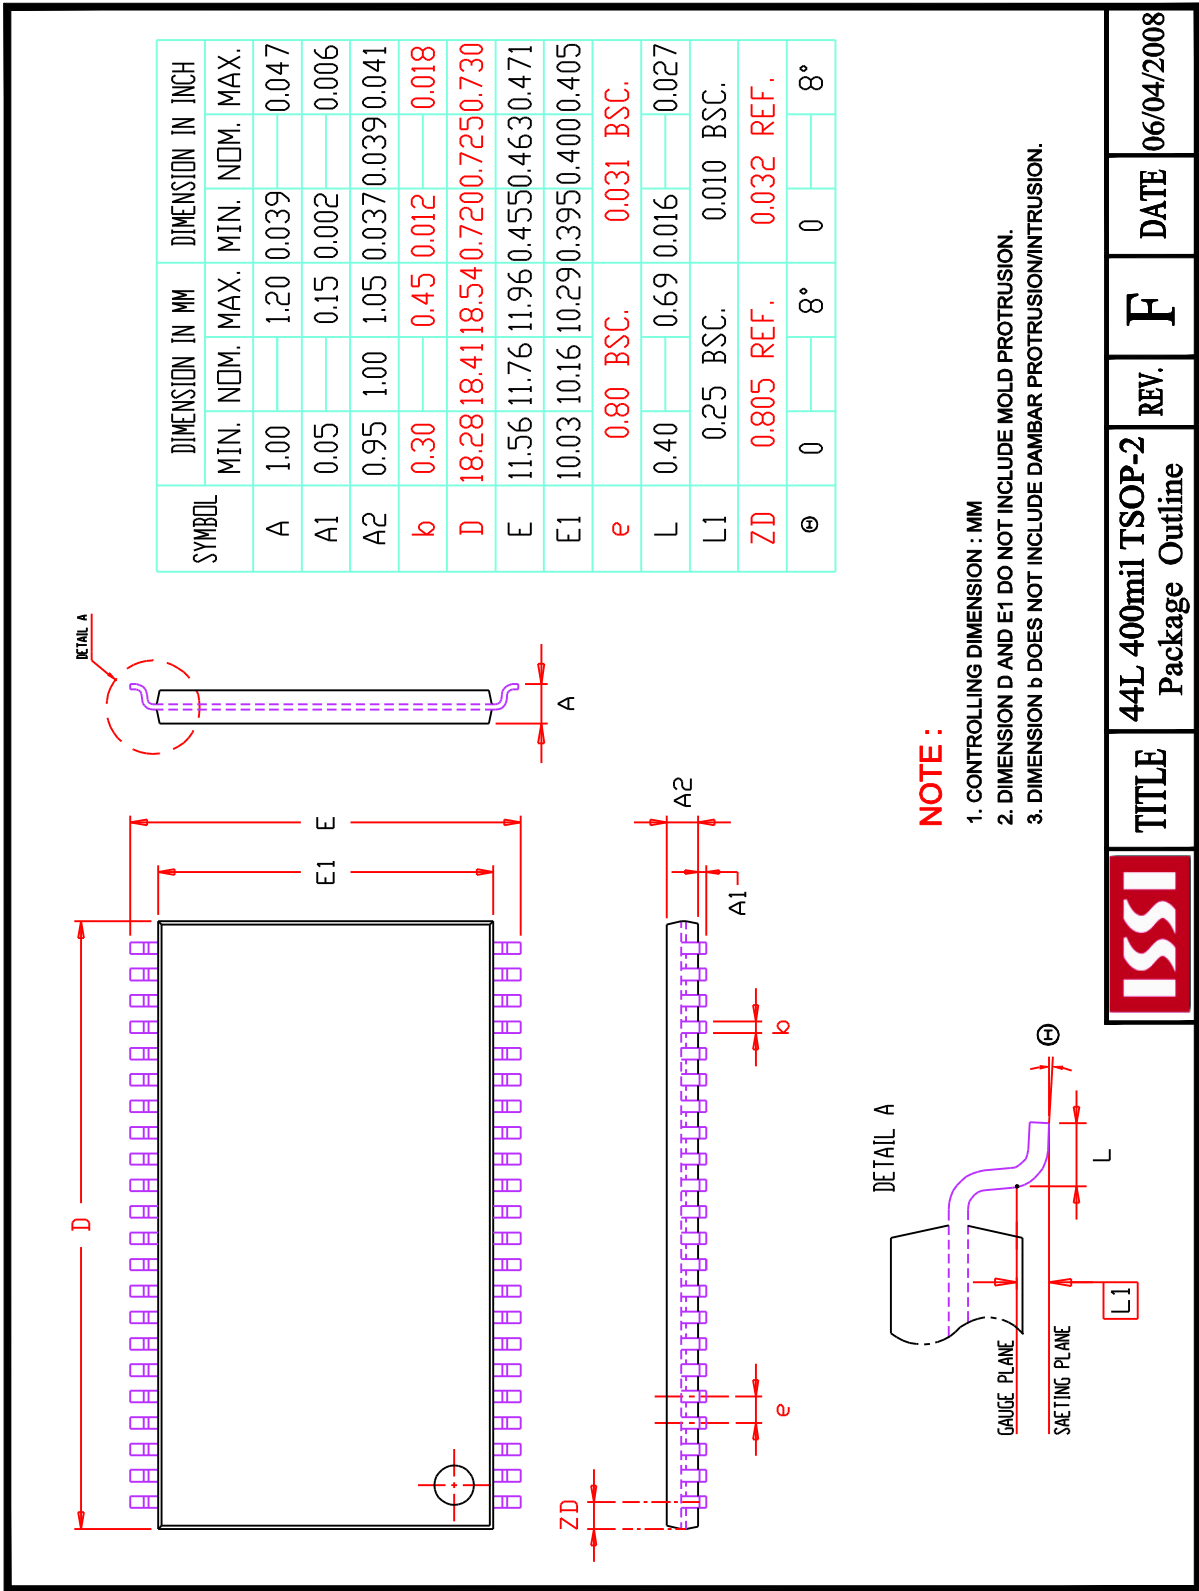 DETAIL A
D
E1
E
A
ZD
e
b
A1
A2
DETAIL A
GAUGE PLANE
SAETING PLANE
L1
L
Θ
SYMBOL DIMENSION IN MM DIMENSION IN INCH
MIN. NOM. MAX. MIN. NOM. MAX.
A 1.00 1.20 0.039 0.047
A1 0.05 0.15 0.002 0.006
A2 0.95 1.00 1.05 0.037 0.039 0.041
b 0.30 0.45 0.012 0.018
D 18.28 18.41 18.54 0.720 0.725 0.730
E 11.56 11.76 11.96 0.455 0.463 0.471
E1 10.03 10.16 10.29 0.395 0.400 0.405
e 0.80 BSC. 0.031 BSC.
L 0.40 0.69 0.016 0.027
L1 0.25 BSC. 0.010 BSC.
ZD 0.805 REF. 0.032 REF.
Θ 0 8° 0 8°
NOTE :
1. CONTROLLING DIMENSION : MM
2. DIMENSION D AND E1 DO NOT INCLUDE MOLD PROTRUSION.
3. DIMENSION b DOES NOT INCLUDE DAMBAR PROTRUSION/INTRUSION.
ISSI
TITLE
44L 400mil TSOP-2
Package Outline
REV.
F
DATE
06/04/2008